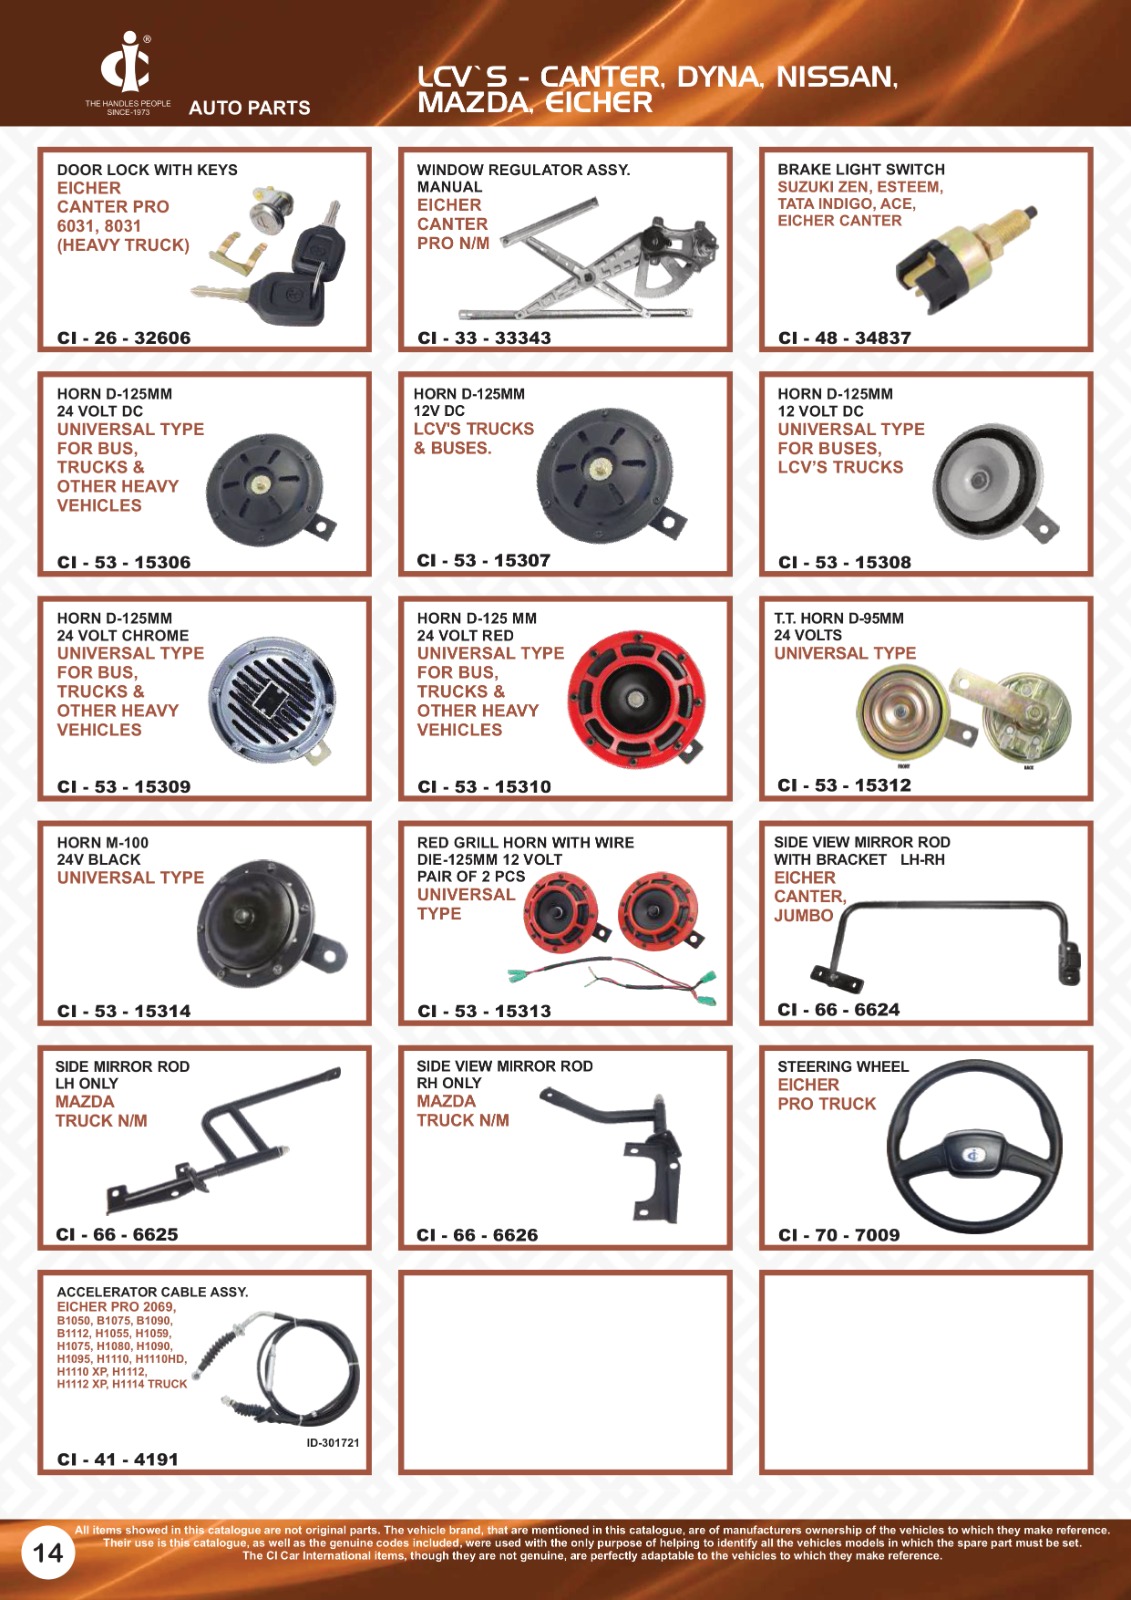 THE HANDLES PEOPLE
SINCE-1973
AUTO PARTS
LCV`S - CANTER, DYNA, NISSAN,
MAZDA, EICHER
DOOR LOCK WITH KEYS
EICHER
CANTER PRO
6031, 8031
(HEAVY TRUCK)
CI - 26 - 32606
WINDOW REGULATOR ASSY.
MANUAL
EICHER
CANTER
PRO N/M
CI - 33 - 33343
BRAKE LIGHT SWITCH
SUZUKI ZEN, ESTEEM,
TATA INDIGO, ACE,
EICHER CANTER
CI - 48 - 34837
HORN D-125MM
24 VOLT DC
UNIVERSAL TYPE
FOR BUS,
TRUCKS &
OTHER HEAVY
VEHICLES
CI - 53 - 15306
HORN D-125MM
12V DC
LCV'S TRUCKS
& BUSES.
CI - 53 - 15307
HORN D-125MM
12 VOLT DC
UNIVERSAL TYPE
FOR BUSES,
LCV'S TRUCKS
CI - 53 - 15308
HORN D-125MM
24 VOLT CHROME
UNIVERSAL TYPE
FOR BUS,
TRUCKS &
OTHER HEAVY
VEHICLES
CI - 53 - 15309
HORN D-125 MM
24 VOLT RED
UNIVERSAL TYPE
FOR BUS,
TRUCKS &
OTHER HEAVY
VEHICLES
CI - 53 - 15310
T.T. HORN D-95MM
24 VOLTS
UNIVERSAL TYPE
FRONT
BACK
CI - 53 - 15312
HORN M-100
24V BLACK
UNIVERSAL TYPE
CI - 53 - 15314
RED GRILL HORN WITH WIRE
DIE-125MM 12 VOLT
PAIR OF 2 PCS
UNIVERSAL
TYPE
CI - 53 - 15313
SIDE VIEW MIRROR ROD
WITH BRACKET LH-RH
EICHER
CANTER,
JUMBO
CI - 66 - 6624
SIDE MIRROR ROD
LH ONLY
MAZDA
TRUCK N/M
CI - 66 - 6625
SIDE VIEW MIRROR ROD
RH ONLY
MAZDA
TRUCK N/M
CI - 66 - 6626
STEERING WHEEL
EICHER
PRO TRUCK
CI - 70 - 7009
ACCELERATOR CABLE ASSY.
EICHER PRO 2069,
B1050, B1075, B1090,
B1112, H1055, H1059,
H1075, H1080, H1090,
H1095, H1110, H1110HD,
H1110 XP, H1112,
H1112 XP, H1114 TRUCK
ID-301721
CI - 41 - 4191
All items showed in this catalogue are not original parts. The vehicle brand, that are mentioned in this catalogue, are of manufacturers ownership of the vehicles to which they make reference.
Their use is this catalogue, as well as the genuine codes included, were used with the only purpose of helping to identify all the vehicles models in which the spare part must be set.
The CI Car International items, though they are not genuine, are perfectly adaptable to the vehicles to which they make reference.
14